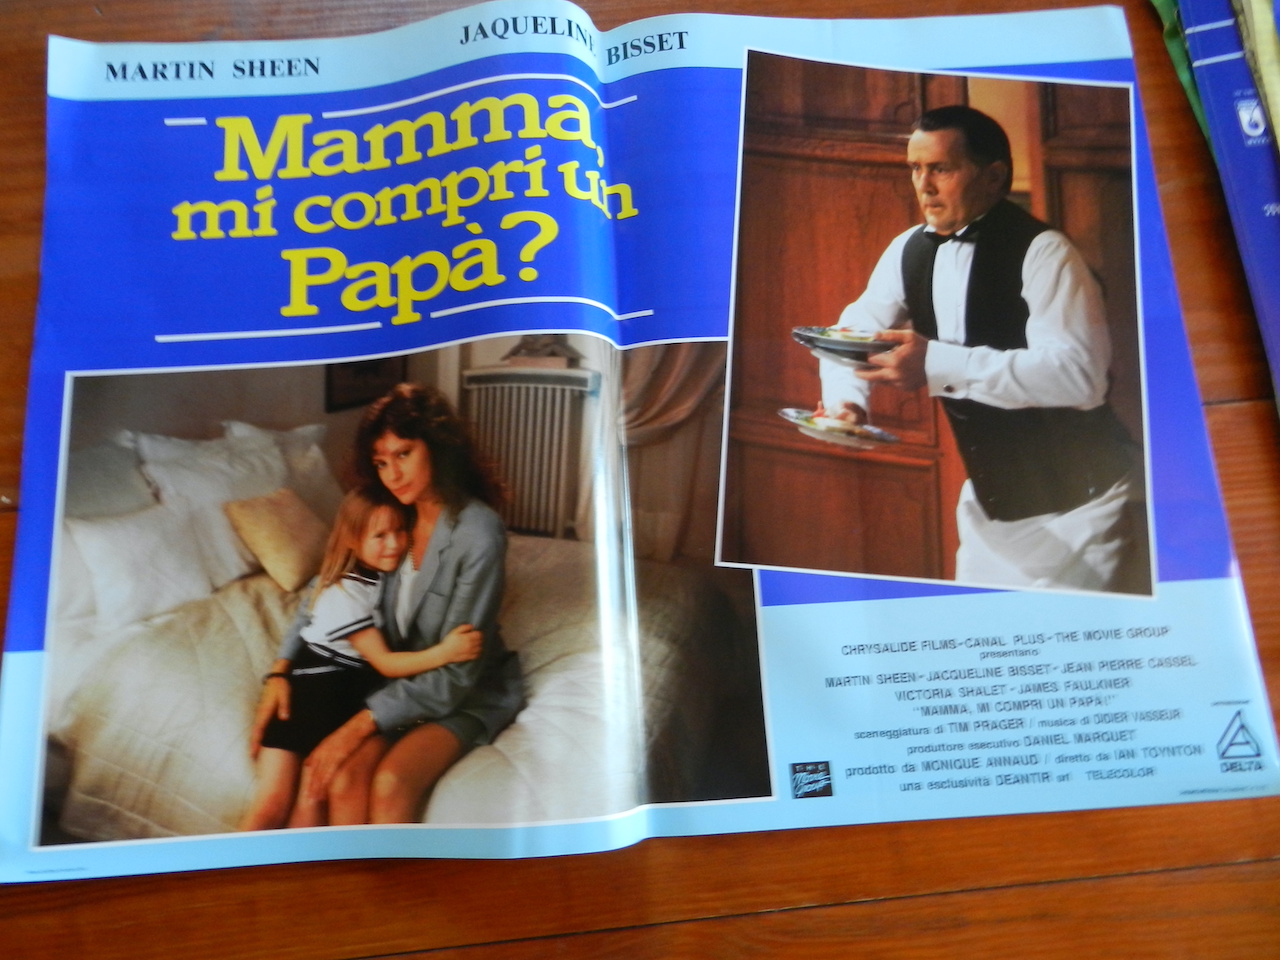 MARTIN SHEEN
JAQUELINE BISSET
Mamma,
mi compri un
Papà?
CHRYSALIDE FILMS-CANAL PLUS-THE MOVIE GROUP
presentano
MARTIN SHEEN-JACQUELINE BISSET-JEAN PIERRE CASSEL
VICTORIA SHALET-JAMES FAULKNER
"MAMMA, MI COMPRI UN PAPÀ?"
sceneggiatura di TIM PRAGER / musica di DIDIER VASSEUR
produttore esecutivo DANIEL MARQUET
prodotto da MONIQUE ANNAUD / diretto da IAN TOYNTON
una esclusività DEANTIR srl TELECOLOR
THE
Movie
Group
DELTA